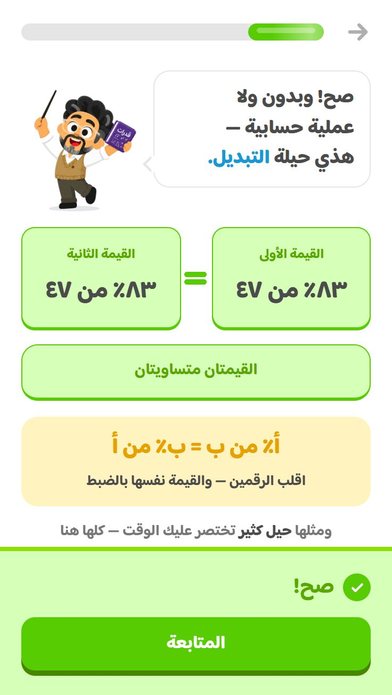 صح! وبدون ولا
عملية حسابية —
هذي حيلة التبديل.
قدرات
القيمة الأولى
٨٣٪ من ٤٧
=
القيمة الثانية
٨٣٪ من ٤٧
القيمتان متساويتان
أ٪ من ب = ب٪ من أ
اقلب الرقمين — والقيمة نفسها بالضبط
ومثلها حيل كثير تختصر عليك الوقت — كلها هنا
صح!
المتابعة